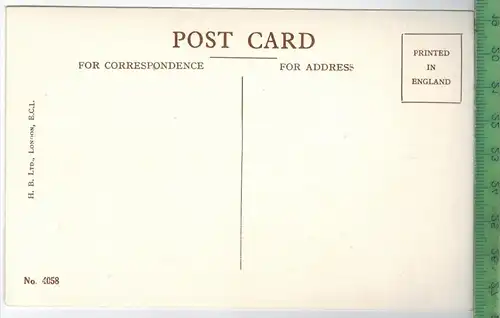 POST CARD
FOR CORRESPONDENCE
FOR ADDRESS
PRINTED
IN
ENGLAND
H. B. LTD., LONDON, E.C.1.
No. 4058